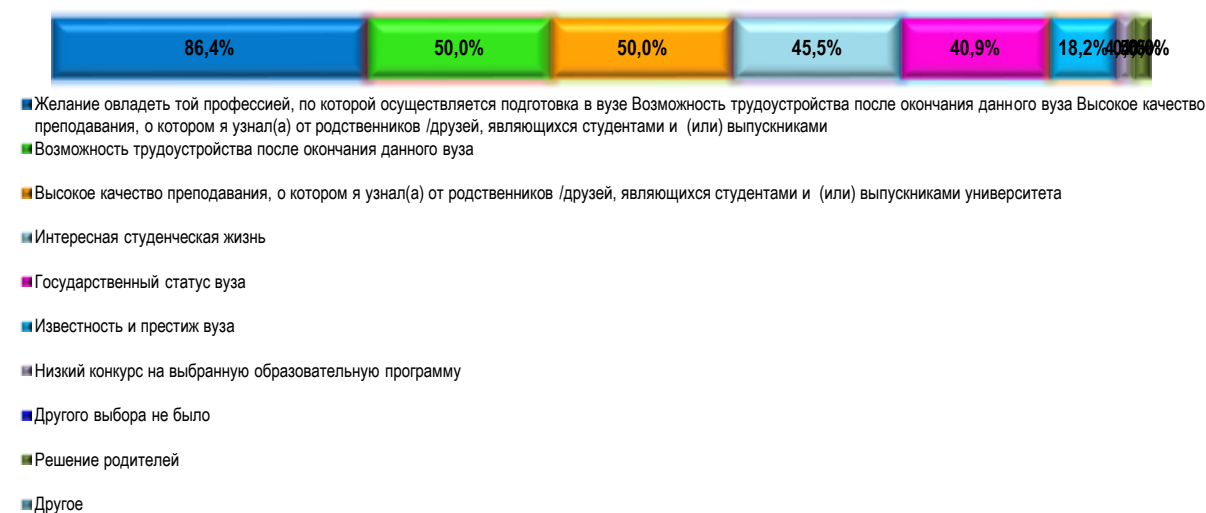 86,4% 50,0% 50,0% 45,5% 40,9% 18,2%
Желание овладеть той профессией, по которой осуществляется подготовка в вузе Возможность трудоустройства после окончания данного вуза Высокое качество
преподавания, о котором я узнал(а) от родственников /друзей, являющихся студентами и (или) выпускниками
Возможность трудоустройства после окончания данного вуза
Высокое качество преподавания, о котором я узнал(а) от родственников /друзей, являющихся студентами и (или) выпускниками университета
Интересная студенческая жизнь
Государственный статус вуза
Известность и престиж вуза
Низкий конкурс на выбранную образовательную программу
Другого выбора не было
Решение родителей
Другое